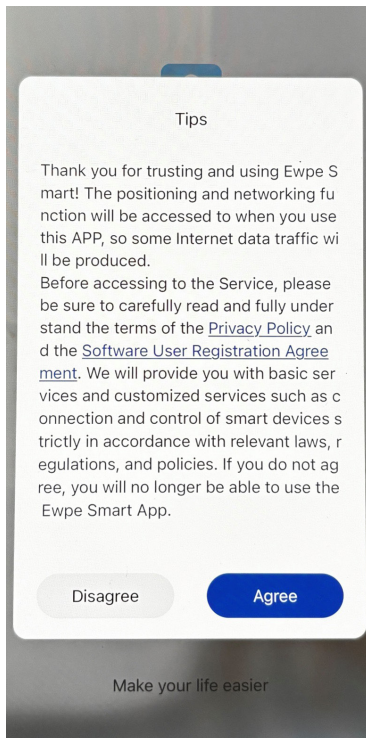 Tips
Thank you for trusting and using Ewpe S
mart! The positioning and networking fu
nction will be accessed to when you use
this APP, so some Internet data traffic wi
ll be produced.
Before accessing to the Service, please
be sure to carefully read and fully under
stand the terms of the Privacy Policy an
d the Software User Registration Agree
ment. We will provide you with basic ser
vices and customized services such as c
onnection and control of smart devices s
trictly in accordance with relevant laws, r
egulations, and policies. If you do not ag
ree, you will no longer be able to use the
Ewpe Smart App.
Disagree Agree
Make your life easier